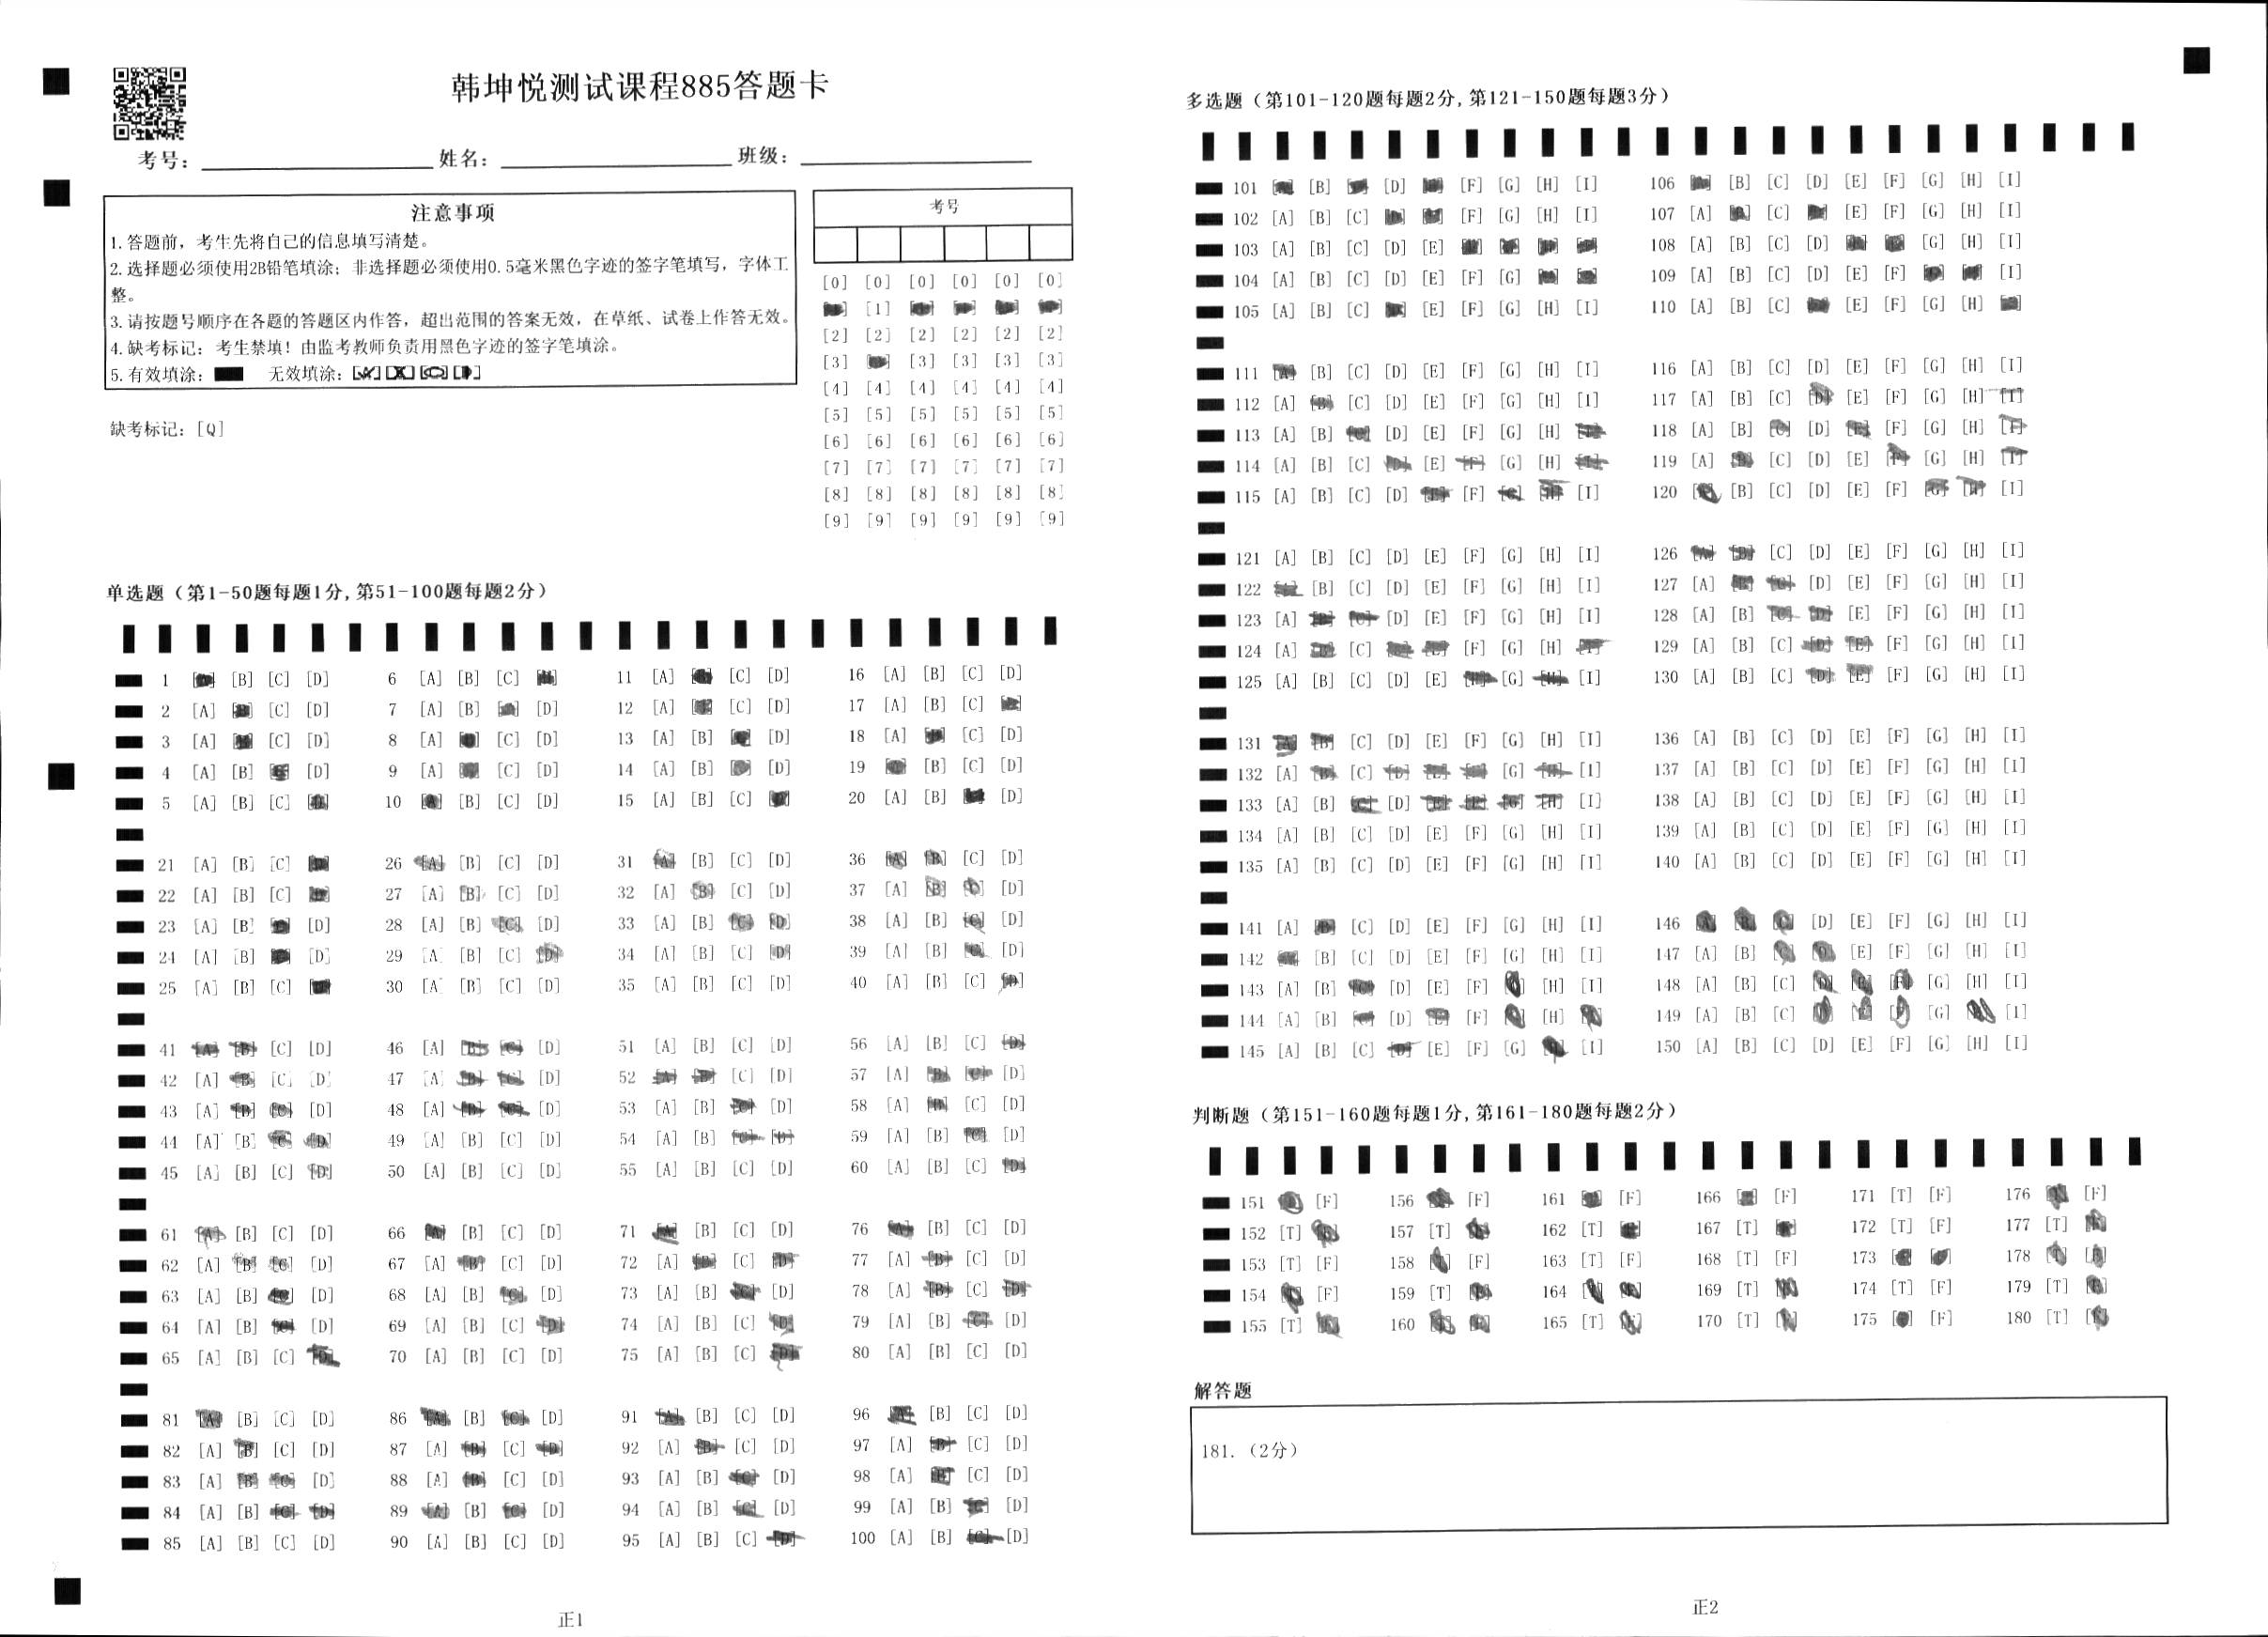 韩坤悦测试课程885答题卡
考号: 姓名: 班级:
注意事项
1.答题前，考生先将自己的信息填写清楚。
2.选择题必须使用2B铅笔填涂；非选择题必须使用0.5毫米黑色字迹的签字笔填写，字体工
整。
3.请按题号顺序在各题的答题区内作答，超出范围的答案无效，在草纸、试卷上作答无效。
4.缺考标记：考生禁填！由监考教师负责用黑色字迹的签字笔填涂。
5.有效填涂: 无效填涂:
缺考标记: [Q]
考号
[0] [0] [0] [0] [0] [0]
[1]
[2] [2] [2] [2] [2] [2]
[3] [3] [3] [3] [3]
[4] [4] [4] [4] [4] [4]
[5] [5] [5] [5] [5] [5]
[6] [6] [6] [6] [6] [6]
[7] [7] [7] [7] [7] [7]
[8] [8] [8] [8] [8] [8]
[9] [9] [9] [9] [9] [9]
单选题（第1-50题每题1分,第51-100题每题2分）
1 [B] [C] [D] 6 [A] [B] [C] 11 [A] [C] [D] 16 [A] [B] [C] [D]
2 [A] [C] [D] 7 [A] [B] [D] 12 [A] [C] [D] 17 [A] [B] [C]
3 [A] [C] [D] 8 [A] [C] [D] 13 [A] [B] [D] 18 [A] [C] [D]
4 [A] [B] [D] 9 [A] [C] [D] 14 [A] [B] [D] 19 [B] [C] [D]
5 [A] [B] [C] 10 [B] [C] [D] 15 [A] [B] [C] 20 [A] [B] [D]
21 [A] [B] [C] 26 [A] [B] [C] [D] 31 [A] [B] [C] [D] 36 [A] [B] [C] [D]
22 [A] [B] [C] 27 [A] [B] [C] [D] 32 [A] [B] [C] [D] 37 [A] [B] [C] [D]
23 [A] [B] [D] 28 [A] [B] [C] [D] 33 [A] [B] [C] [D] 38 [A] [B] [C] [D]
24 [A] [B] [D] 29 [A] [B] [C] [D] 34 [A] [B] [C] [D] 39 [A] [B] [C] [D]
25 [A] [B] [C] 30 [A] [B] [C] [D] 35 [A] [B] [C] [D] 40 [A] [B] [C] [D]
41 [A] [B] [C] [D] 46 [A] [B] [C] [D] 51 [A] [B] [C] [D] 56 [A] [B] [C] [D]
42 [A] [B] [C] [D] 47 [A] [B] [C] [D] 52 [A] [B] [C] [D] 57 [A] [B] [C] [D]
43 [A] [B] [C] [D] 48 [A] [B] [D] 53 [A] [B] [C] [D] 58 [A] [B] [C] [D]
44 [A] [B] [C] [D] 49 [A] [B] [C] [D] 54 [A] [B] [C] [D] 59 [A] [B] [C] [D]
45 [A] [B] [C] [D] 50 [A] [B] [C] [D] 55 [A] [B] [C] [D] 60 [A] [B] [C] [D]
61 [A] [B] [C] [D] 66 [A] [B] [C] [D] 71 [A] [B] [C] [D] 76 [A] [B] [C] [D]
62 [A] [B] [C] [D] 67 [A] [B] [C] [D] 72 [A] [B] [C] [D] 77 [A] [B] [C] [D]
63 [A] [B] [C] [D] 68 [A] [B] [C] [D] 73 [A] [B] [C] [D] 78 [A] [B] [C] [D]
64 [A] [B] [C] [D] 69 [A] [B] [C] [D] 74 [A] [B] [C] [D] 79 [A] [B] [C] [D]
65 [A] [B] [C] [D] 70 [A] [B] [C] [D] 75 [A] [B] [C] [D] 80 [A] [B] [C] [D]
81 [A] [B] [C] [D] 86 [A] [B] [C] [D] 91 [A] [B] [C] [D] 96 [A] [B] [C] [D]
82 [A] [B] [C] [D] 87 [A] [B] [C] [D] 92 [A] [B] [C] [D] 97 [A] [B] [C] [D]
83 [A] [B] [C] [D] 88 [A] [B] [C] [D] 93 [A] [B] [C] [D] 98 [A] [B] [C] [D]
84 [A] [B] [C] [D] 89 [A] [B] [C] [D] 94 [A] [B] [C] [D] 99 [A] [B] [C] [D]
85 [A] [B] [C] [D] 90 [A] [B] [C] [D] 95 [A] [B] [C] [D] 100 [A] [B] [C] [D]
正1
多选题（第101-120题每题2分,第121-150题每题3分）
101 [B] [D] [F] [G] [H] [I] 106 [B] [C] [D] [E] [F] [G] [H] [I]
102 [A] [B] [C] [F] [G] [H] [I] 107 [A] [C] [E] [F] [G] [H] [I]
103 [A] [B] [C] [D] [E] 108 [A] [B] [C] [D] [G] [H] [I]
104 [A] [B] [C] [D] [E] [F] [G] 109 [A] [B] [C] [D] [E] [F] [I]
105 [A] [B] [C] [E] [F] [G] [H] [I] 110 [A] [B] [C] [E] [F] [G] [H]
111 [A] [B] [C] [D] [E] [F] [G] [H] [I] 116 [A] [B] [C] [D] [E] [F] [G] [H] [I]
112 [A] [B] [C] [D] [E] [F] [G] [H] [I] 117 [A] [B] [C] [D] [E] [F] [G] [H] [I]
113 [A] [B] [D] [E] [F] [G] [H] 118 [A] [B] [C] [D] [F] [G] [H] [I]
114 [A] [B] [C] [E] [F] [G] [H] 119 [A] [B] [C] [D] [E] [F] [G] [H] [I]
115 [A] [B] [C] [D] [F] [I] 120 [B] [C] [D] [E] [F] [G] [I]
121 [A] [B] [C] [D] [E] [F] [G] [H] [I] 126 [A] [B] [C] [D] [E] [F] [G] [H] [I]
122 [B] [C] [D] [E] [F] [G] [H] [I] 127 [A] [D] [E] [F] [G] [H] [I]
123 [A] [D] [E] [F] [G] [H] [I] 128 [A] [B] [C] [D] [E] [F] [G] [H] [I]
124 [A] [C] [F] [G] [H] 129 [A] [B] [C] [D] [E] [F] [G] [H] [I]
125 [A] [B] [C] [D] [E] [G] [I] 130 [A] [B] [C] [D] [E] [F] [G] [H] [I]
131 [B] [C] [D] [E] [F] [G] [H] [I] 136 [A] [B] [C] [D] [E] [F] [G] [H] [I]
132 [A] [C] [G] [I] 137 [A] [B] [C] [D] [E] [F] [G] [H] [I]
133 [A] [B] [D] [I] 138 [A] [B] [C] [D] [E] [F] [G] [H] [I]
134 [A] [B] [C] [D] [E] [F] [G] [H] [I] 139 [A] [B] [C] [D] [E] [F] [G] [H] [I]
135 [A] [B] [C] [D] [E] [F] [G] [H] [I] 140 [A] [B] [C] [D] [E] [F] [G] [H] [I]
141 [A] [B] [C] [D] [E] [F] [G] [H] [I] 146 [A] [B] [D] [E] [F] [G] [H] [I]
142 [B] [C] [D] [E] [F] [G] [H] [I] 147 [A] [B] [E] [F] [G] [H] [I]
143 [A] [B] [D] [E] [F] [H] [I] 148 [A] [B] [C] [G] [H] [I]
144 [A] [B] [D] [F] [H] 149 [A] [B] [C] [G] [I]
145 [A] [B] [C] [E] [F] [G] [I] 150 [A] [B] [C] [D] [E] [F] [G] [H] [I]
判断题（第151-160题每题1分,第161-180题每题2分）
151 [F] 156 [F] 161 [F] 166 [F] 171 [T] [F] 176 [F]
152 [T] 157 [T] 162 [T] 167 [T] 172 [T] [F] 177 [T]
153 [T] [F] 158 [F] 163 [T] [F] 168 [T] [F] 173 178
154 [F] 159 [T] 164 169 [T] 174 [T] [F] 179 [T]
155 [T] 160 165 [T] 170 [T] 175 [F] 180 [T]
解答题
181.（2分）
正2